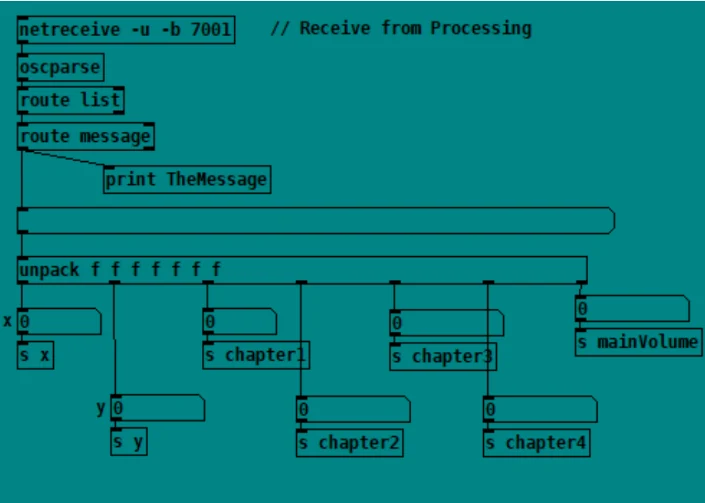 netreceive -u -b 7001 // Receive from Processing
oscparse
route list
route message
print TheMessage
unpack f f f f f f f
x 0 0 0 0
s x s chapter1 s chapter3 s mainVolume
y 0 0 0
s y s chapter2 s chapter4